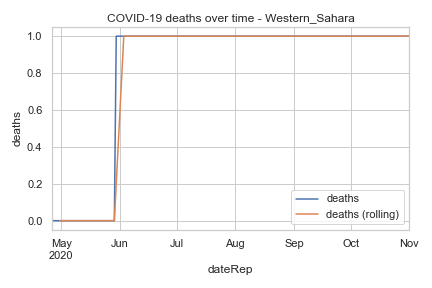 COVID-19 deaths over time - Western_Sahara
1.0
0.8
0.6
0.4
0.2
0.0
deaths
deaths
deaths (rolling)
May Jun Jul Aug Sep Oct Nov
2020
dateRep